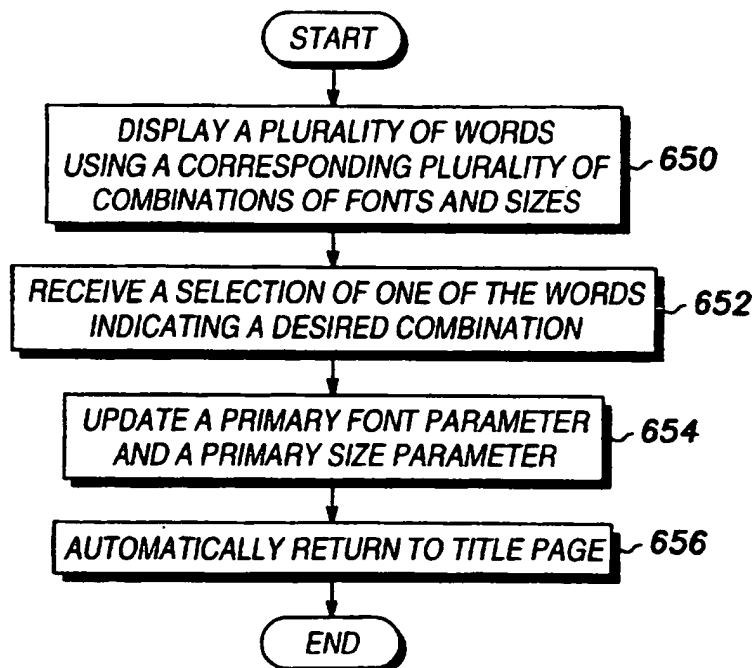 START
DISPLAY A PLURALITY OF WORDS
USING A CORRESPONDING PLURALITY OF
COMBINATIONS OF FONTS AND SIZES
650
RECEIVE A SELECTION OF ONE OF THE WORDS
INDICATING A DESIRED COMBINATION
652
UPDATE A PRIMARY FONT PARAMETER
AND A PRIMARY SIZE PARAMETER
654
AUTOMATICALLY RETURN TO TITLE PAGE
656
END